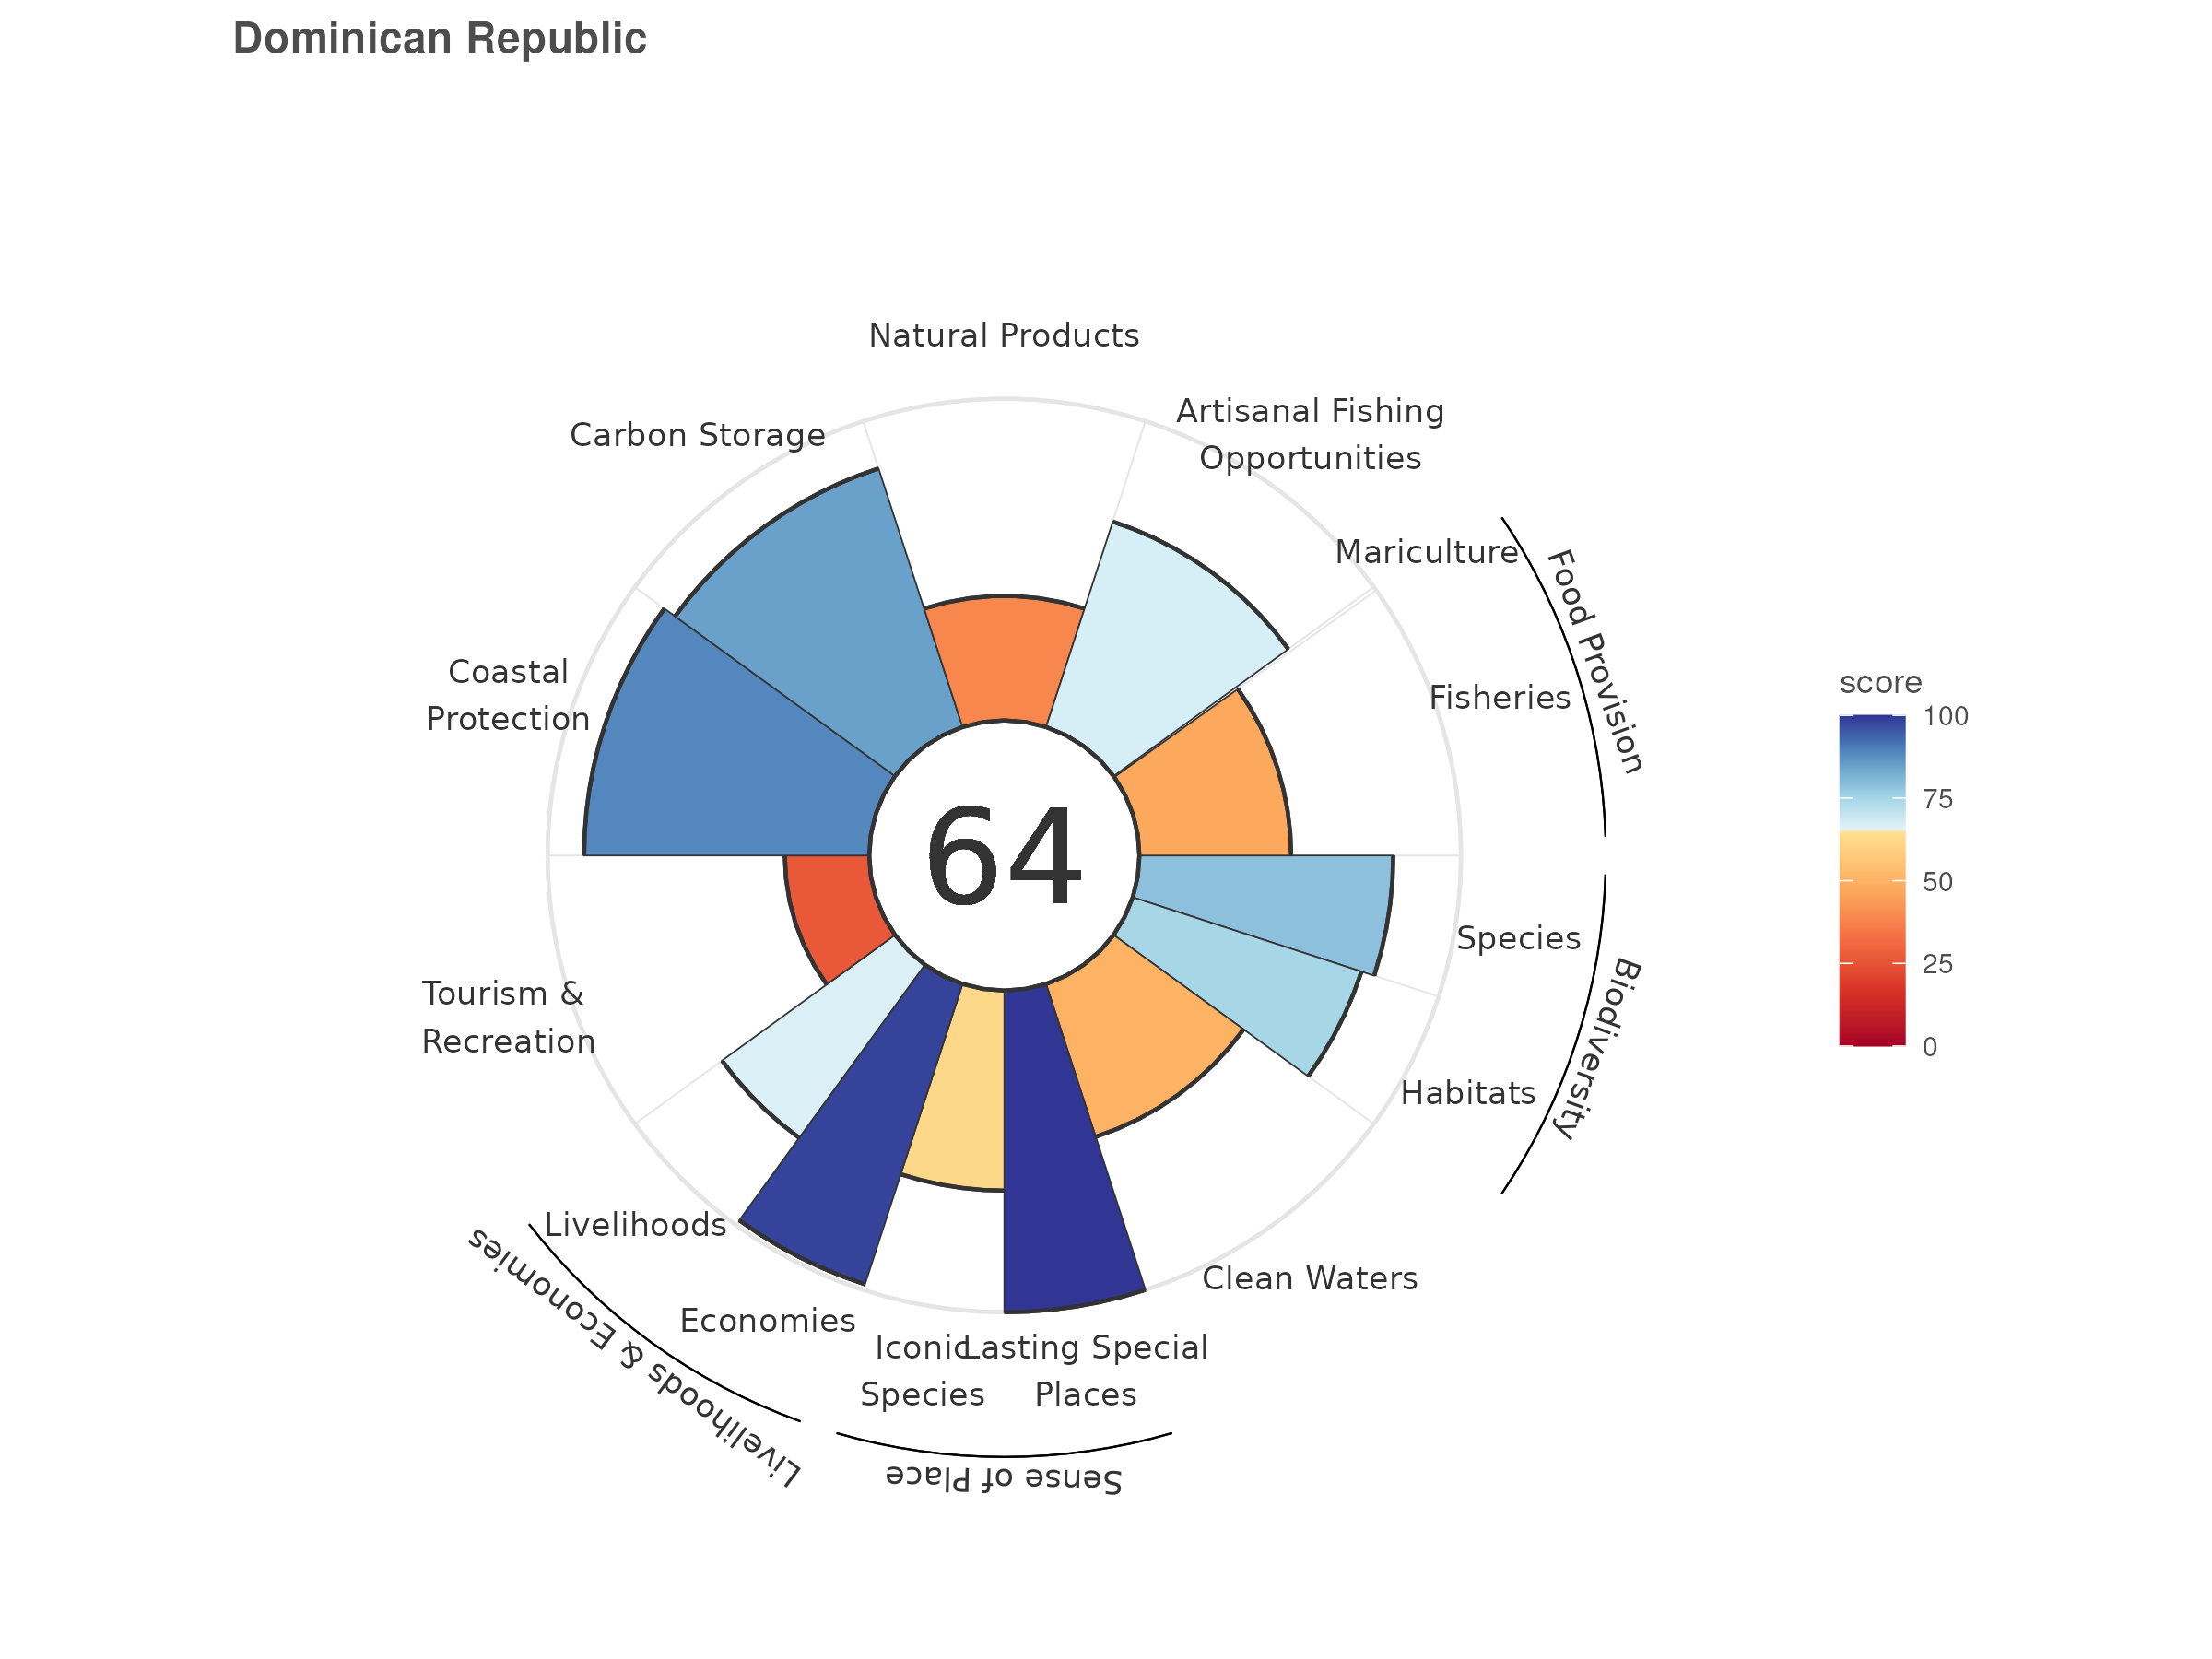 Dominican Republic
Natural Products
Artisanal Fishing
Opportunities
Carbon Storage
Mariculture
Food Provision
Fisheries
Coastal
Protection
score
100
75
50
25
0
64
Species
Biodiversity
Habitats
Tourism &
Recreation
Livelihoods
Livelihoods & Economies
Economies
Clean Waters
Iconic
Species
Lasting Special
Places
Sense of Place